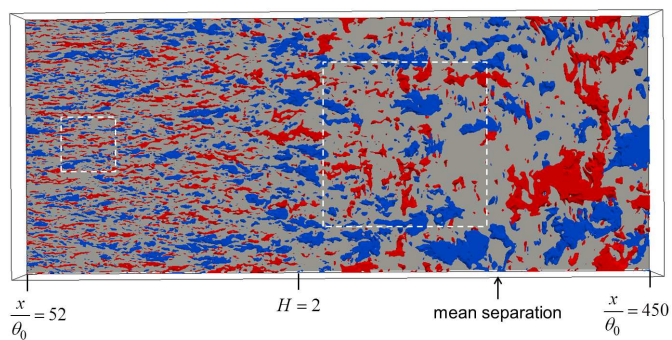 x/θ₀ = 52
H = 2
mean separation
x/θ₀ = 450